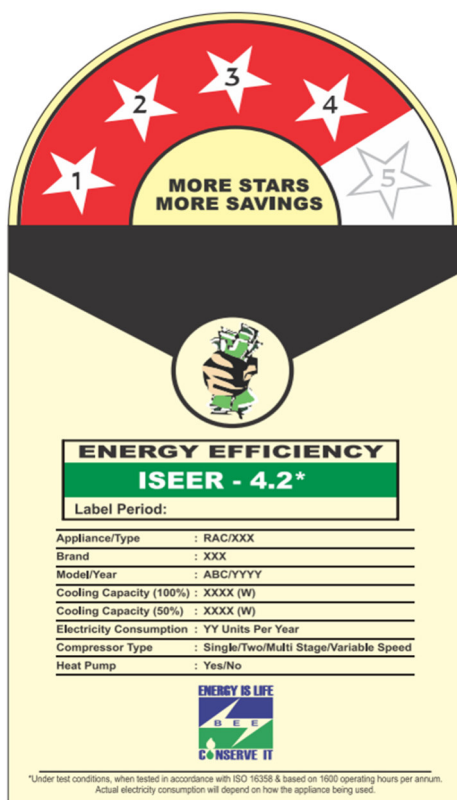 1
2
3
4
5
MORE STARS
MORE SAVINGS
ENERGY EFFICIENCY
ISEER - 4.2*
Label Period:
Appliance/Type : RAC/XXX
Brand : XXX
Model/Year : ABC/YYYY
Cooling Capacity (100%) : XXXX (W)
Cooling Capacity (50%) : XXXX (W)
Electricity Consumption : YY Units Per Year
Compressor Type : Single/Two/Multi Stage/Variable Speed
Heat Pump : Yes/No
ENERGY IS LIFE
BEE
CONSERVE IT
*Under test conditions, when tested in accordance with ISO 16358 & based on 1600 operating hours per annum.
Actual electricity consumption will depend on how the appliance being used.